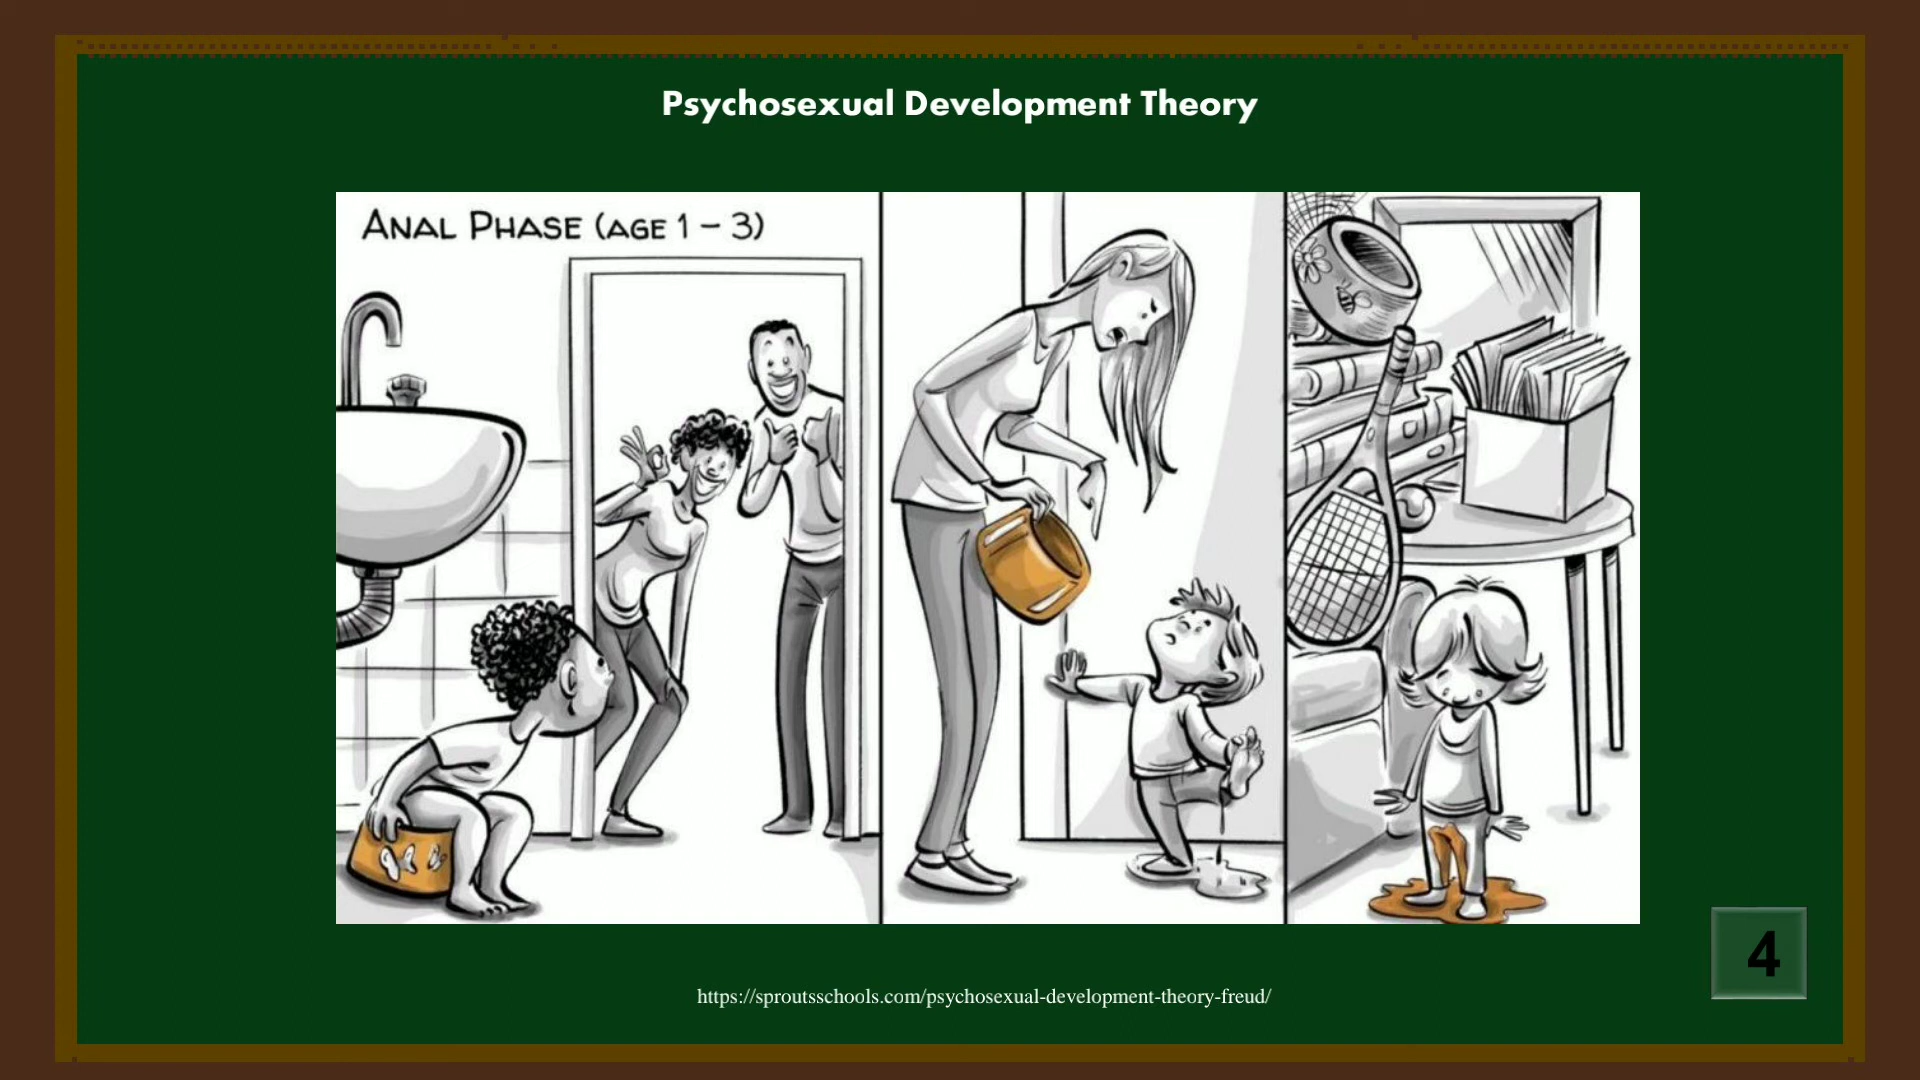 Psychosexual Development Theory
ANAL PHASE (AGE 1 – 3)
4
https://sproutsschools.com/psychosexual-development-theory-freud/